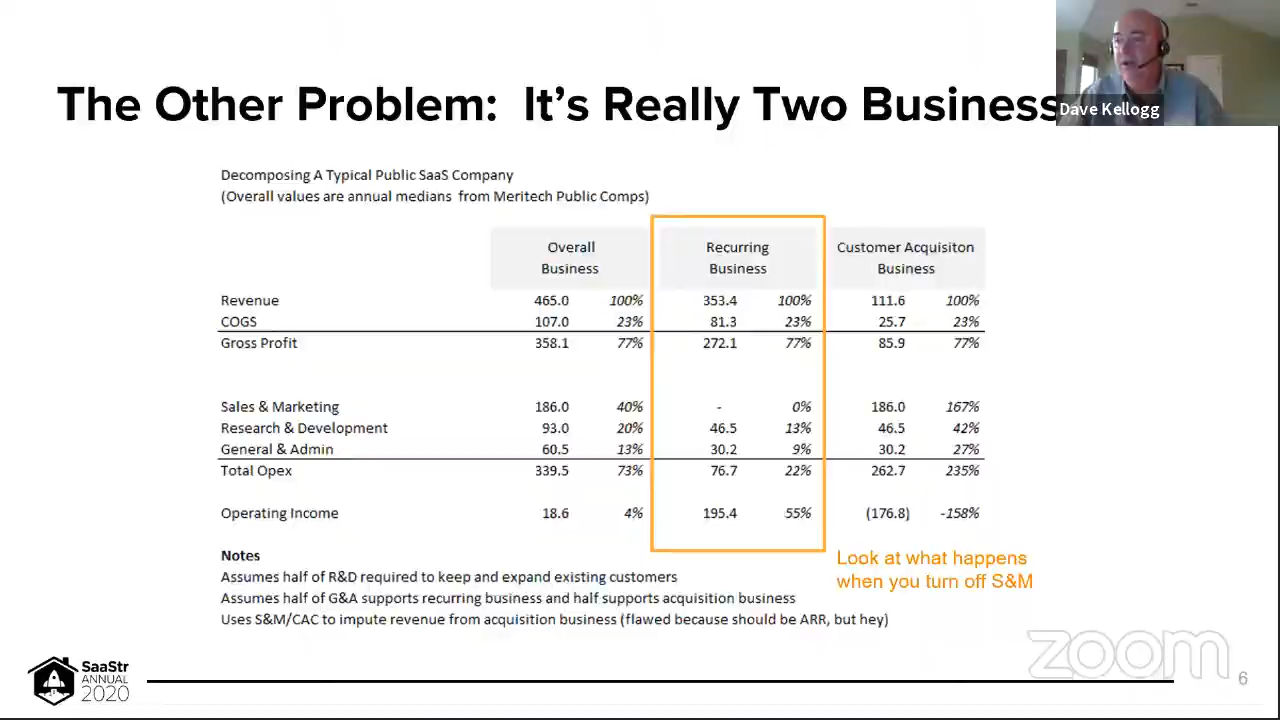 The Other Problem: It's Really Two Business
Dave Kellogg
Decomposing A Typical Public SaaS Company
(Overall values are annual medians from Meritech Public Comps)
Overall Business Recurring Business Customer Acquisiton Business
Revenue 465.0 100% 353.4 100% 111.6 100%
COGS 107.0 23% 81.3 23% 25.7 23%
Gross Profit 358.1 77% 272.1 77% 85.9 77%
Sales & Marketing 186.0 40% - 0% 186.0 167%
Research & Development 93.0 20% 46.5 13% 46.5 42%
General & Admin 60.5 13% 30.2 9% 30.2 27%
Total Opex 339.5 73% 76.7 22% 262.7 235%
Operating Income 18.6 4% 195.4 55% (176.8) -158%
Notes
Assumes half of R&D required to keep and expand existing customers
Assumes half of G&A supports recurring business and half supports acquisition business
Uses S&M/CAC to impute revenue from acquisition business (flawed because should be ARR, but hey)
Look at what happens
when you turn off S&M
zoom
SaaStr
ANNUAL
2020
6